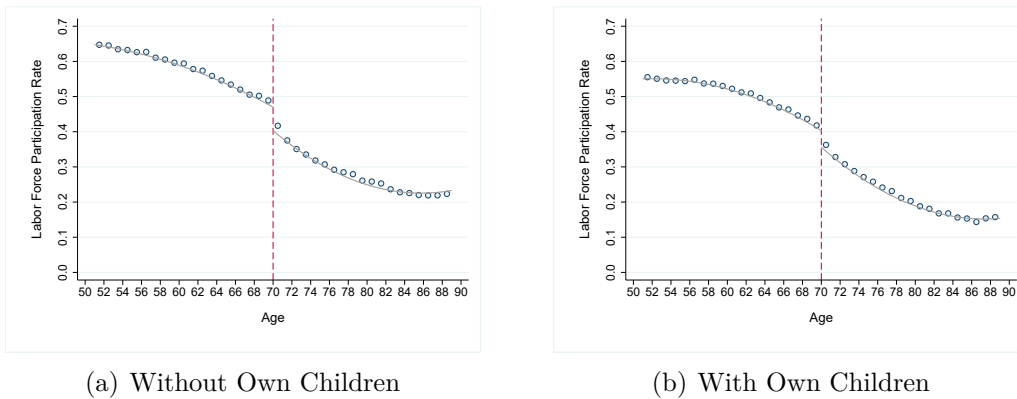 Labor Force Participation Rate
0.7
0.6
0.5
0.4
0.3
0.2
0.1
0.0
50 52 54 56 58 60 62 64 66 68 70 72 74 76 78 80 82 84 86 88 90
Age
(a) Without Own Children
Labor Force Participation Rate
0.7
0.6
0.5
0.4
0.3
0.2
0.1
0.0
50 52 54 56 58 60 62 64 66 68 70 72 74 76 78 80 82 84 86 88 90
Age
(b) With Own Children